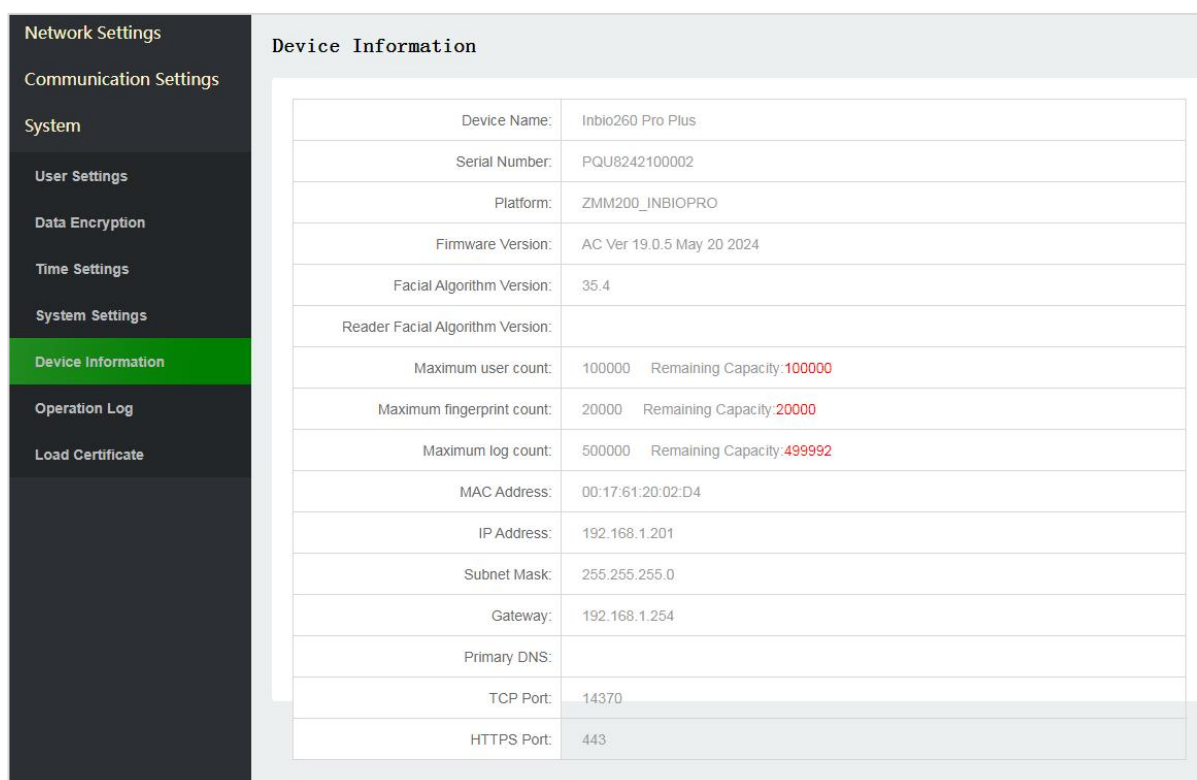 Network Settings
Communication Settings
System
User Settings
Data Encryption
Time Settings
System Settings
Device Information
Operation Log
Load Certificate
Device Information
Device Name: Inbio260 Pro Plus
Serial Number: PQU8242100002
Platform: ZMM200_INBIOPRO
Firmware Version: AC Ver 19.0.5 May 20 2024
Facial Algorithm Version: 35.4
Reader Facial Algorithm Version:
Maximum user count: 100000 Remaining Capacity:100000
Maximum fingerprint count: 20000 Remaining Capacity:20000
Maximum log count: 500000 Remaining Capacity:499992
MAC Address: 00:17:61:20:02:D4
IP Address: 192.168.1.201
Subnet Mask: 255.255.255.0
Gateway: 192.168.1.254
Primary DNS:
TCP Port: 14370
HTTPS Port: 443